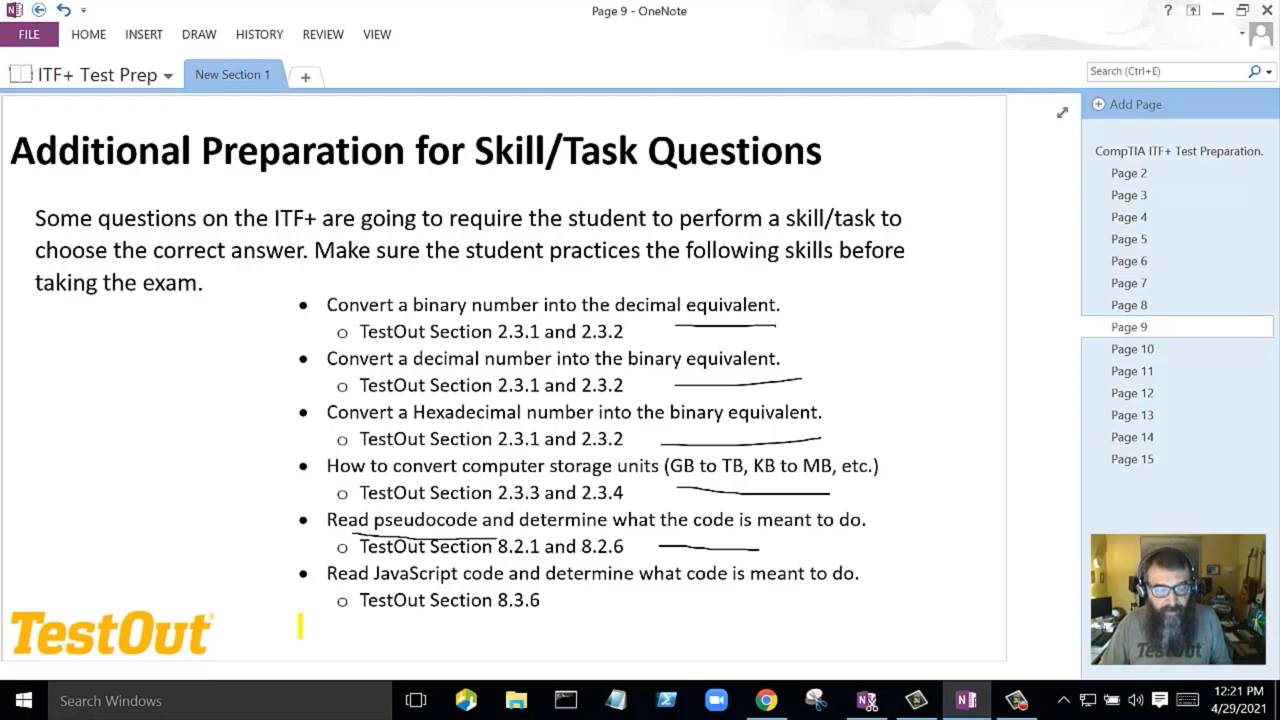 Page 9 - OneNote
?
FILE HOME INSERT DRAW HISTORY REVIEW VIEW
ITF+ Test Prep New Section 1 +
Search (Ctrl+E)
Add Page
CompTIA ITF+ Test Preparation.
Page 2
Page 3
Page 4
Page 5
Page 6
Page 7
Page 8
Page 9
Page 10
Page 11
Page 12
Page 13
Page 14
Page 15
Additional Preparation for Skill/Task Questions
Some questions on the ITF+ are going to require the student to perform a skill/task to
choose the correct answer. Make sure the student practices the following skills before
taking the exam.
• Convert a binary number into the decimal equivalent.
o TestOut Section 2.3.1 and 2.3.2
• Convert a decimal number into the binary equivalent.
o TestOut Section 2.3.1 and 2.3.2
• Convert a Hexadecimal number into the binary equivalent.
o TestOut Section 2.3.1 and 2.3.2
• How to convert computer storage units (GB to TB, KB to MB, etc.)
o TestOut Section 2.3.3 and 2.3.4
• Read pseudocode and determine what the code is meant to do.
o TestOut Section 8.2.1 and 8.2.6
• Read JavaScript code and determine what code is meant to do.
o TestOut Section 8.3.6
TestOut
TestOut
Search Windows
12:21 PM
4/29/2021